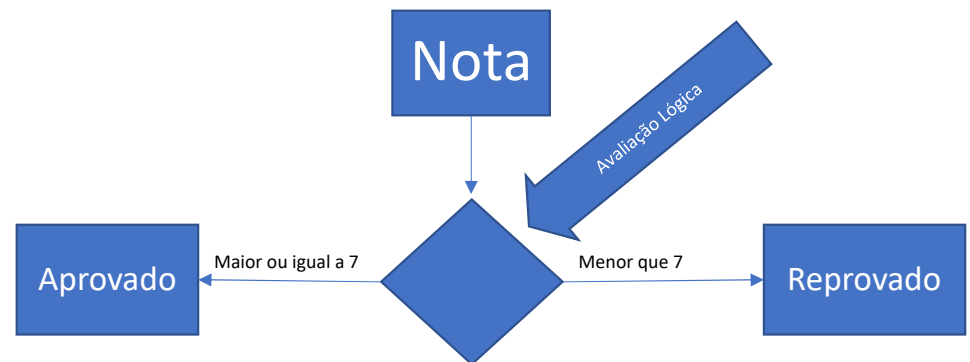 Nota
Avaliação Lógica
Aprovado
Maior ou igual a 7
Menor que 7
Reprovado